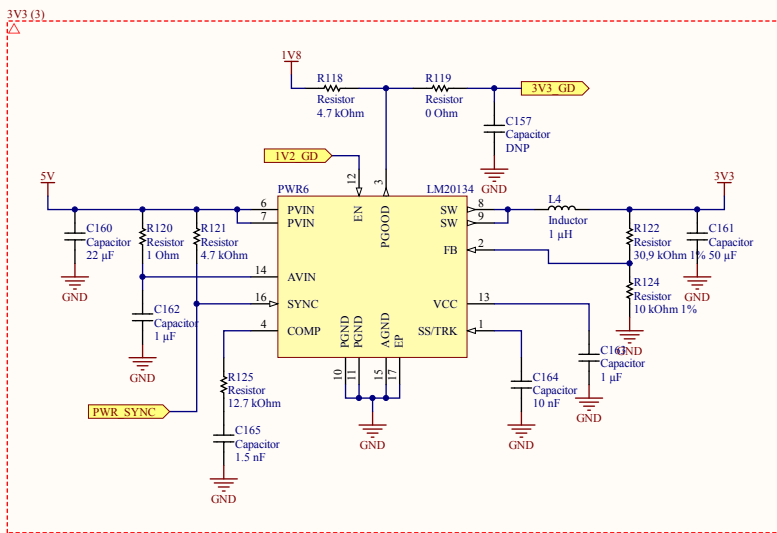 3V3 (3)
1V8
R118
Resistor
4.7 kOhm
R119
Resistor
0 Ohm
3V3_GD
C157
Capacitor
DNP
GND
1V2_GD
12
3
5V
PWR6
LM20134
3V3
6
PVIN
7
PVIN
EN
PGOOD
SW
8
SW
9
L4
Inductor
1 µH
C160
Capacitor
22 µF
GND
R120
Resistor
1 Ohm
R121
Resistor
4.7 kOhm
FB
2
R122
Resistor
30,9 kOhm 1%
C161
Capacitor
50 µF
GND
14
AVIN
R124
Resistor
10 kOhm 1%
GND
16
SYNC
VCC
13
C162
Capacitor
1 µF
GND
4
COMP
PGND
PGND
AGND
EP
SS/TRK
1
10
11
15
17
C163
Capacitor
1 µF
GND
R125
Resistor
12.7 kOhm
C164
Capacitor
10 nF
GND
PWR_SYNC
GND
C165
Capacitor
1.5 nF
GND